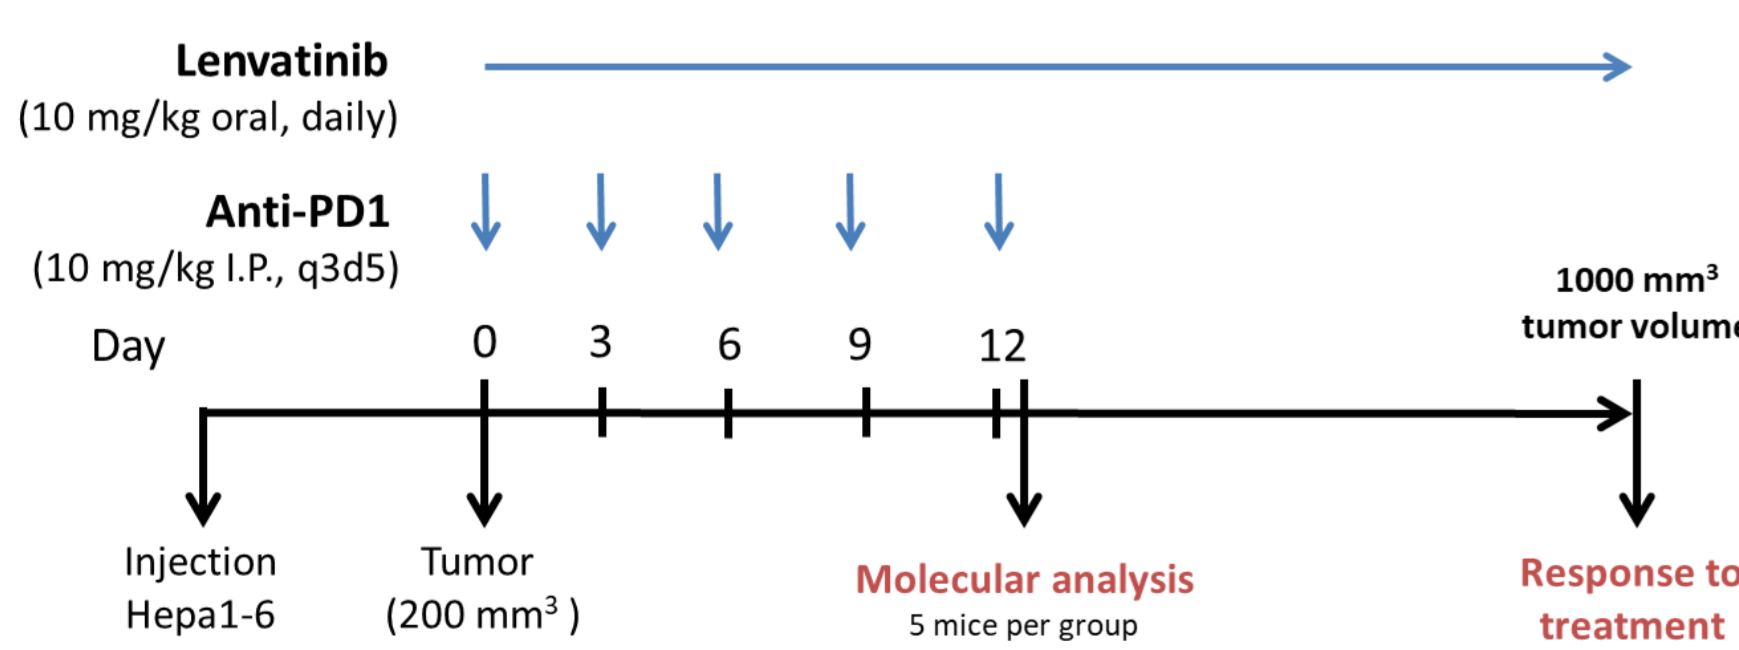 Lenvatinib
(10 mg/kg oral, daily)
Anti-PD1
(10 mg/kg I.P., q3d5)
1000 mm³
tumor volume
Day 0 3 6 9 12
Injection
Hepa1-6
Tumor
(200 mm³ )
Molecular analysis
5 mice per group
Response to
treatment